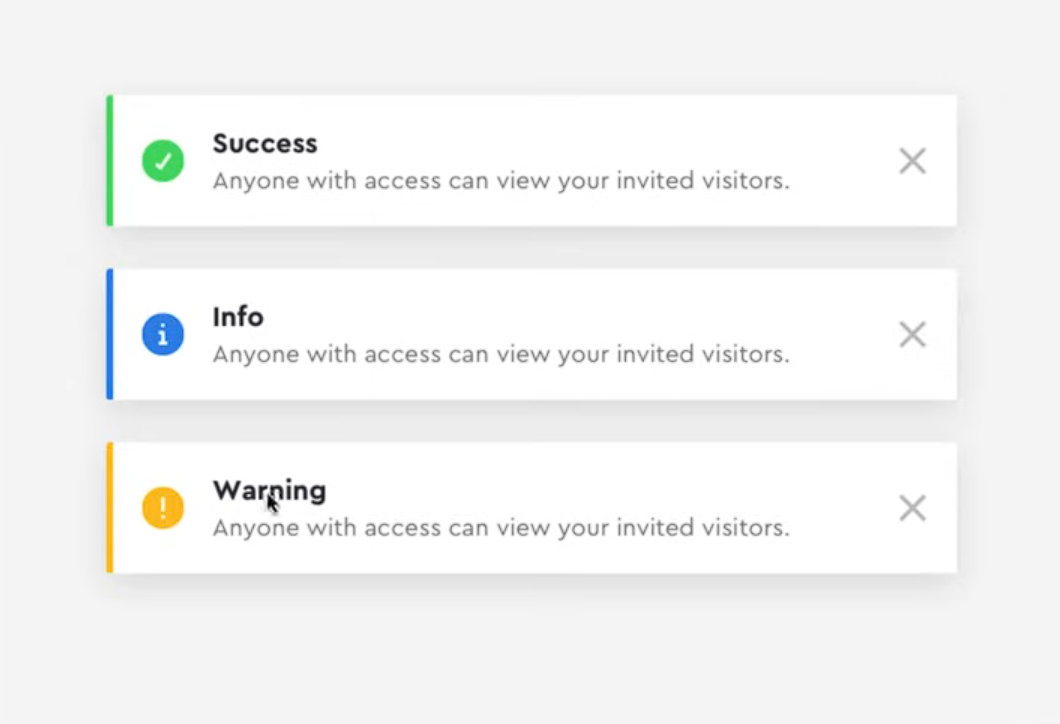 Success
Anyone with access can view your invited visitors.
Info
Anyone with access can view your invited visitors.
Warning
Anyone with access can view your invited visitors.